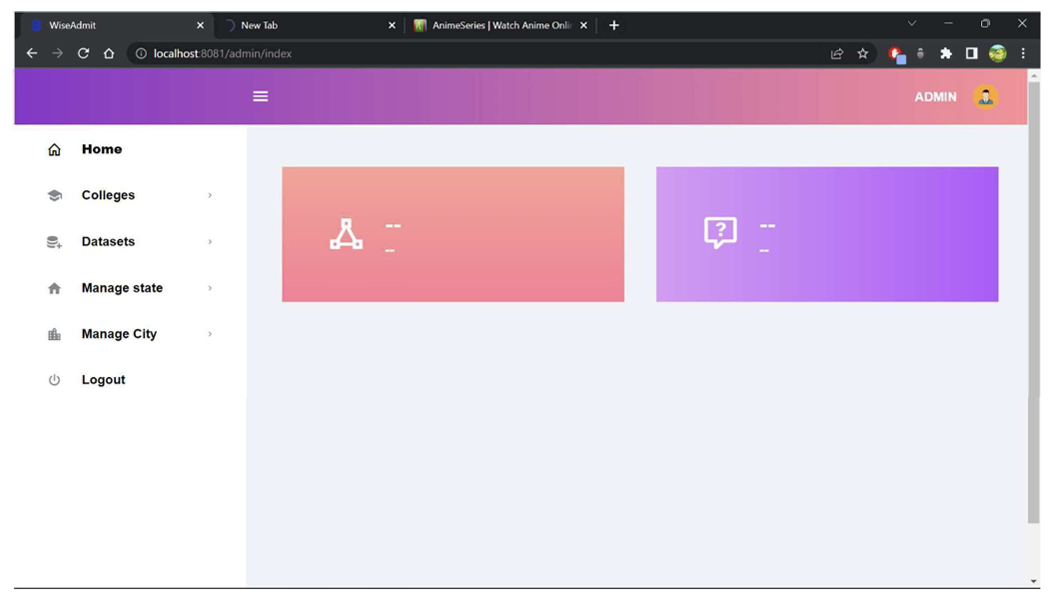 WiseAdmit
New Tab
AnimeSeries | Watch Anime Onlin
localhost:8081/admin/index
ADMIN
Home
Colleges
Datasets
Manage state
Manage City
Logout
--
--
?
--
--